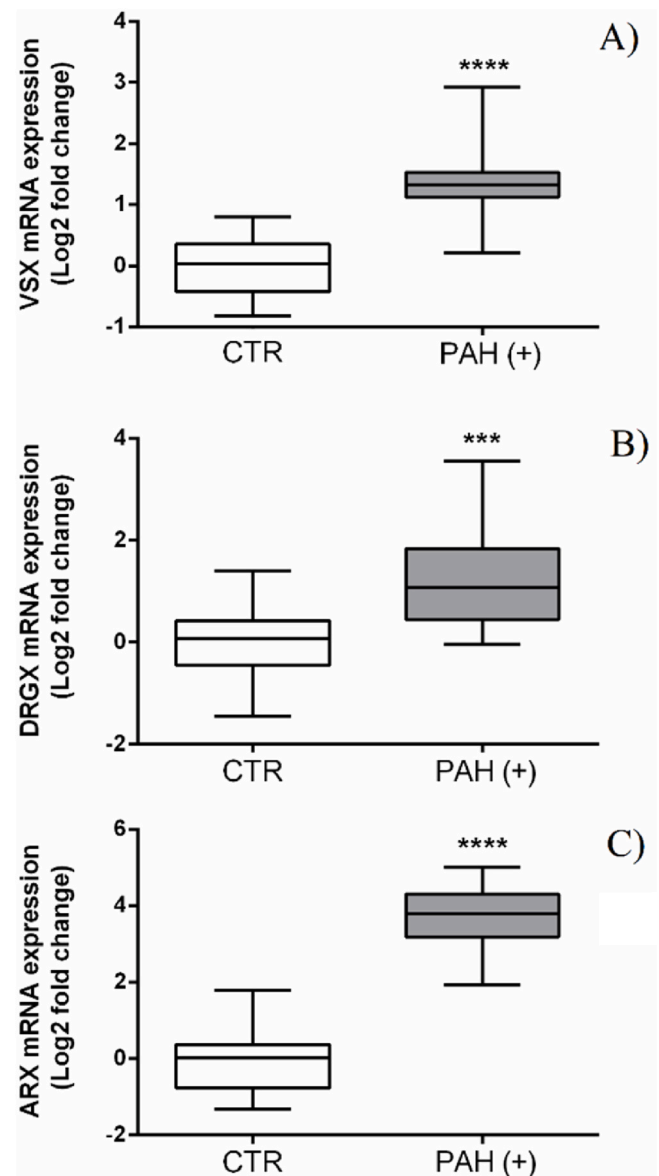 A)
VSX mRNA expression
(Log2 fold change)
4
3
2
1
0
-1
****
CTR
PAH (+)
B)
DRGX mRNA expression
(Log2 fold change)
4
2
0
-2
***
CTR
PAH (+)
C)
ARX mRNA expression
(Log2 fold change)
6
4
2
0
-2
****
CTR
PAH (+)